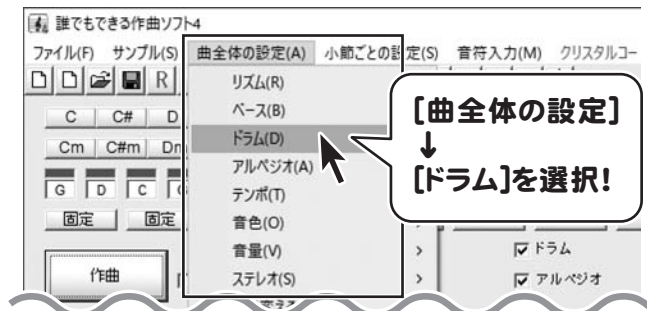 誰でもできる作曲ソフト4
ファイル(F) サンプル(S) 曲全体の設定(A) 小節ごとの設定(S) 音符入力(M) クリスタルコー
R
リズム(R)
ベース(B)
ドラム(D)
アルペジオ(A)
テンポ(T)
音色(O)
音量(V)
ステレオ(S)
C C# D
Cm C#m Dm
G D C
固定 固定
作曲
[曲全体の設定]
↓
[ドラム]を選択!
ドラム
アルペジオ